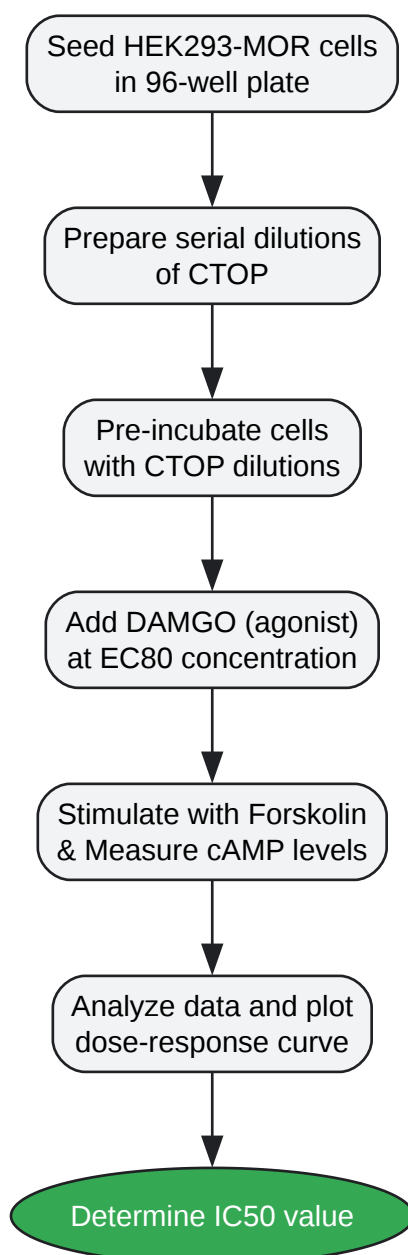 Seed HEK293-MOR cells
in 96-well plate
Prepare serial dilutions
of CTOP
Pre-incubate cells
with CTOP dilutions
Add DAMGO (agonist)
at EC80 concentration
Stimulate with Forskolin
& Measure cAMP levels
Analyze data and plot
dose-response curve
Determine IC50 value